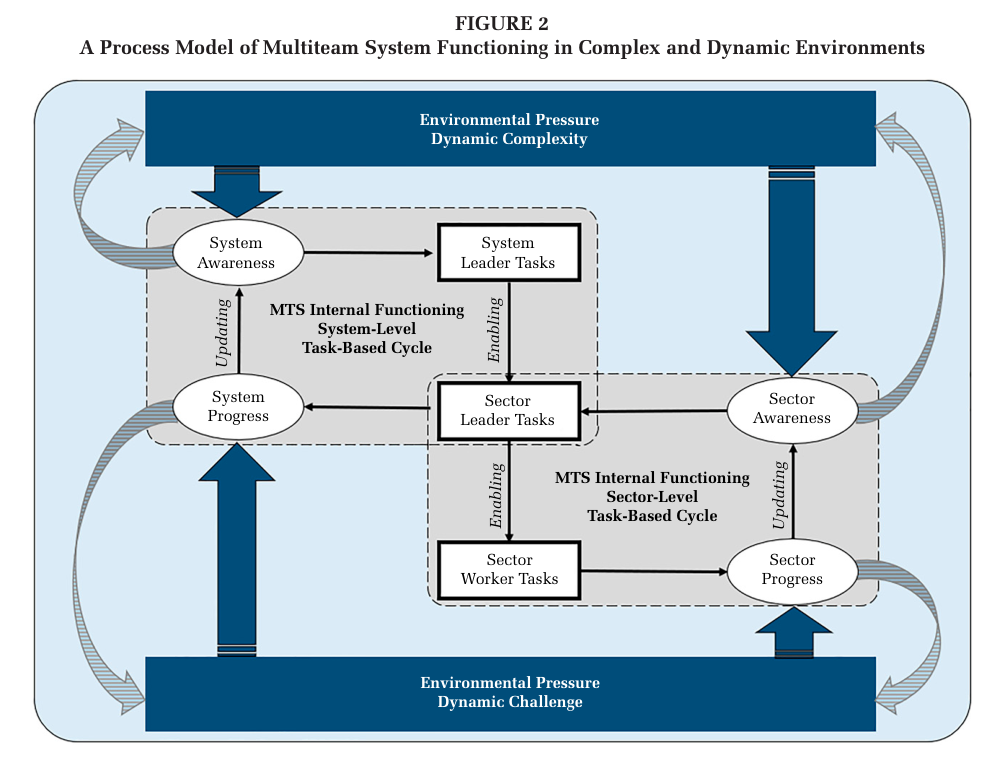 FIGURE 2
A Process Model of Multiteam System Functioning in Complex and Dynamic Environments
Environmental Pressure
Dynamic Complexity
System
Awareness
System
Leader Tasks
Updating
MTS Internal Functioning
System-Level
Task-Based Cycle
Enabling
System
Progress
Sector
Leader Tasks
Sector
Awareness
Enabling
MTS Internal Functioning
Sector-Level
Task-Based Cycle
Updating
Sector
Worker Tasks
Sector
Progress
Environmental Pressure
Dynamic Challenge